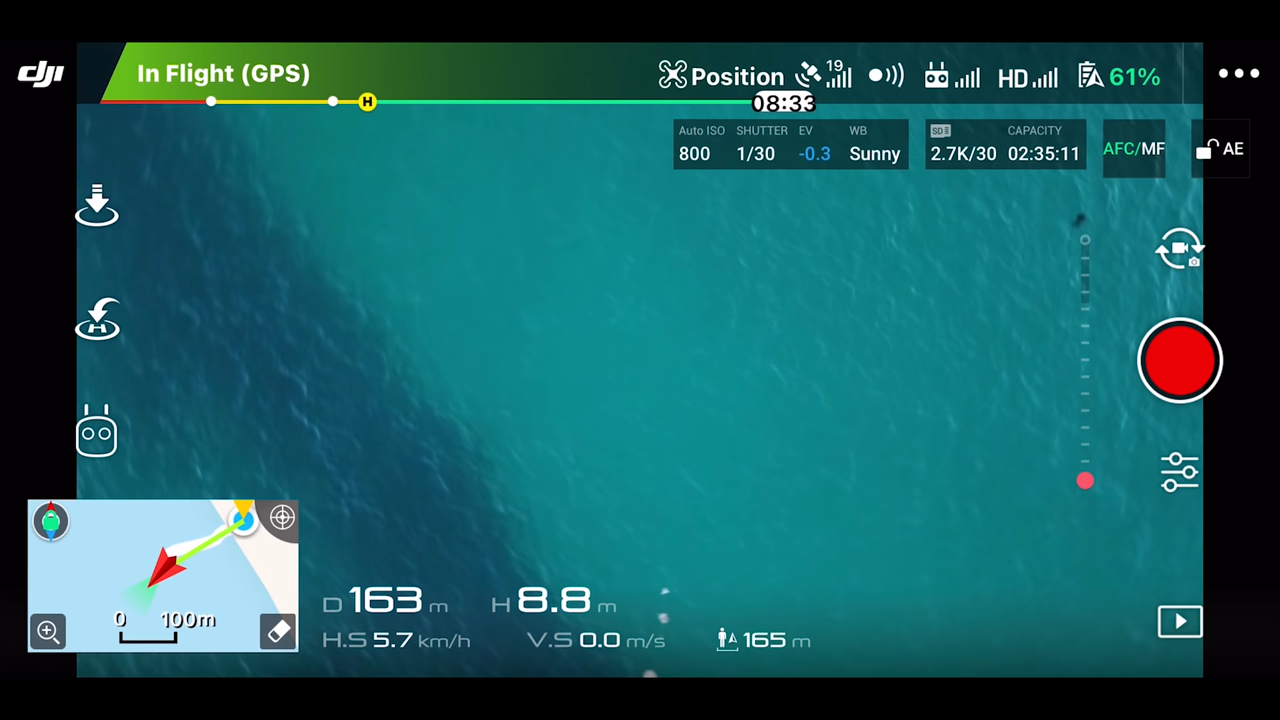 dji
In Flight (GPS)
Position
19
HD
61%
H
08:33
Auto ISO
800
SHUTTER
1/30
EV
-0.3
WB
Sunny
SD
2.7K/30
CAPACITY
02:35:11
AFC/MF
AE
H
0 100m
D 163 m H 8.8 m
H.S 5.7 km/h V.S 0.0 m/s 165 m